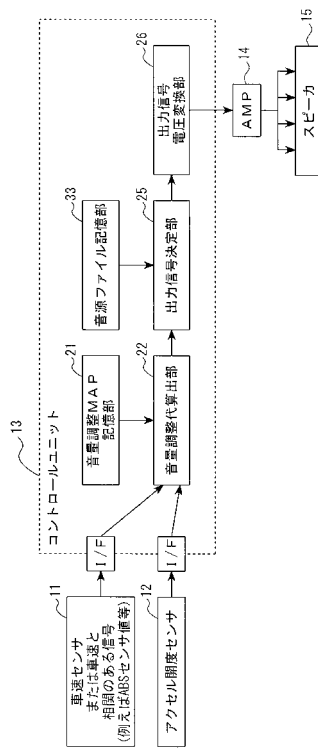 13
コントロールユニット
11
車速センサ
または車速と
相関のある信号
(例えばABSセンサ値等)
I/F
12
アクセル開度センサ
I/F
21
音量調整MAP
記憶部
22
音量調整代算出部
33
音源ファイル記憶部
25
出力信号決定部
26
出力信号
電圧変換部
14
AMP
15
スピーカ